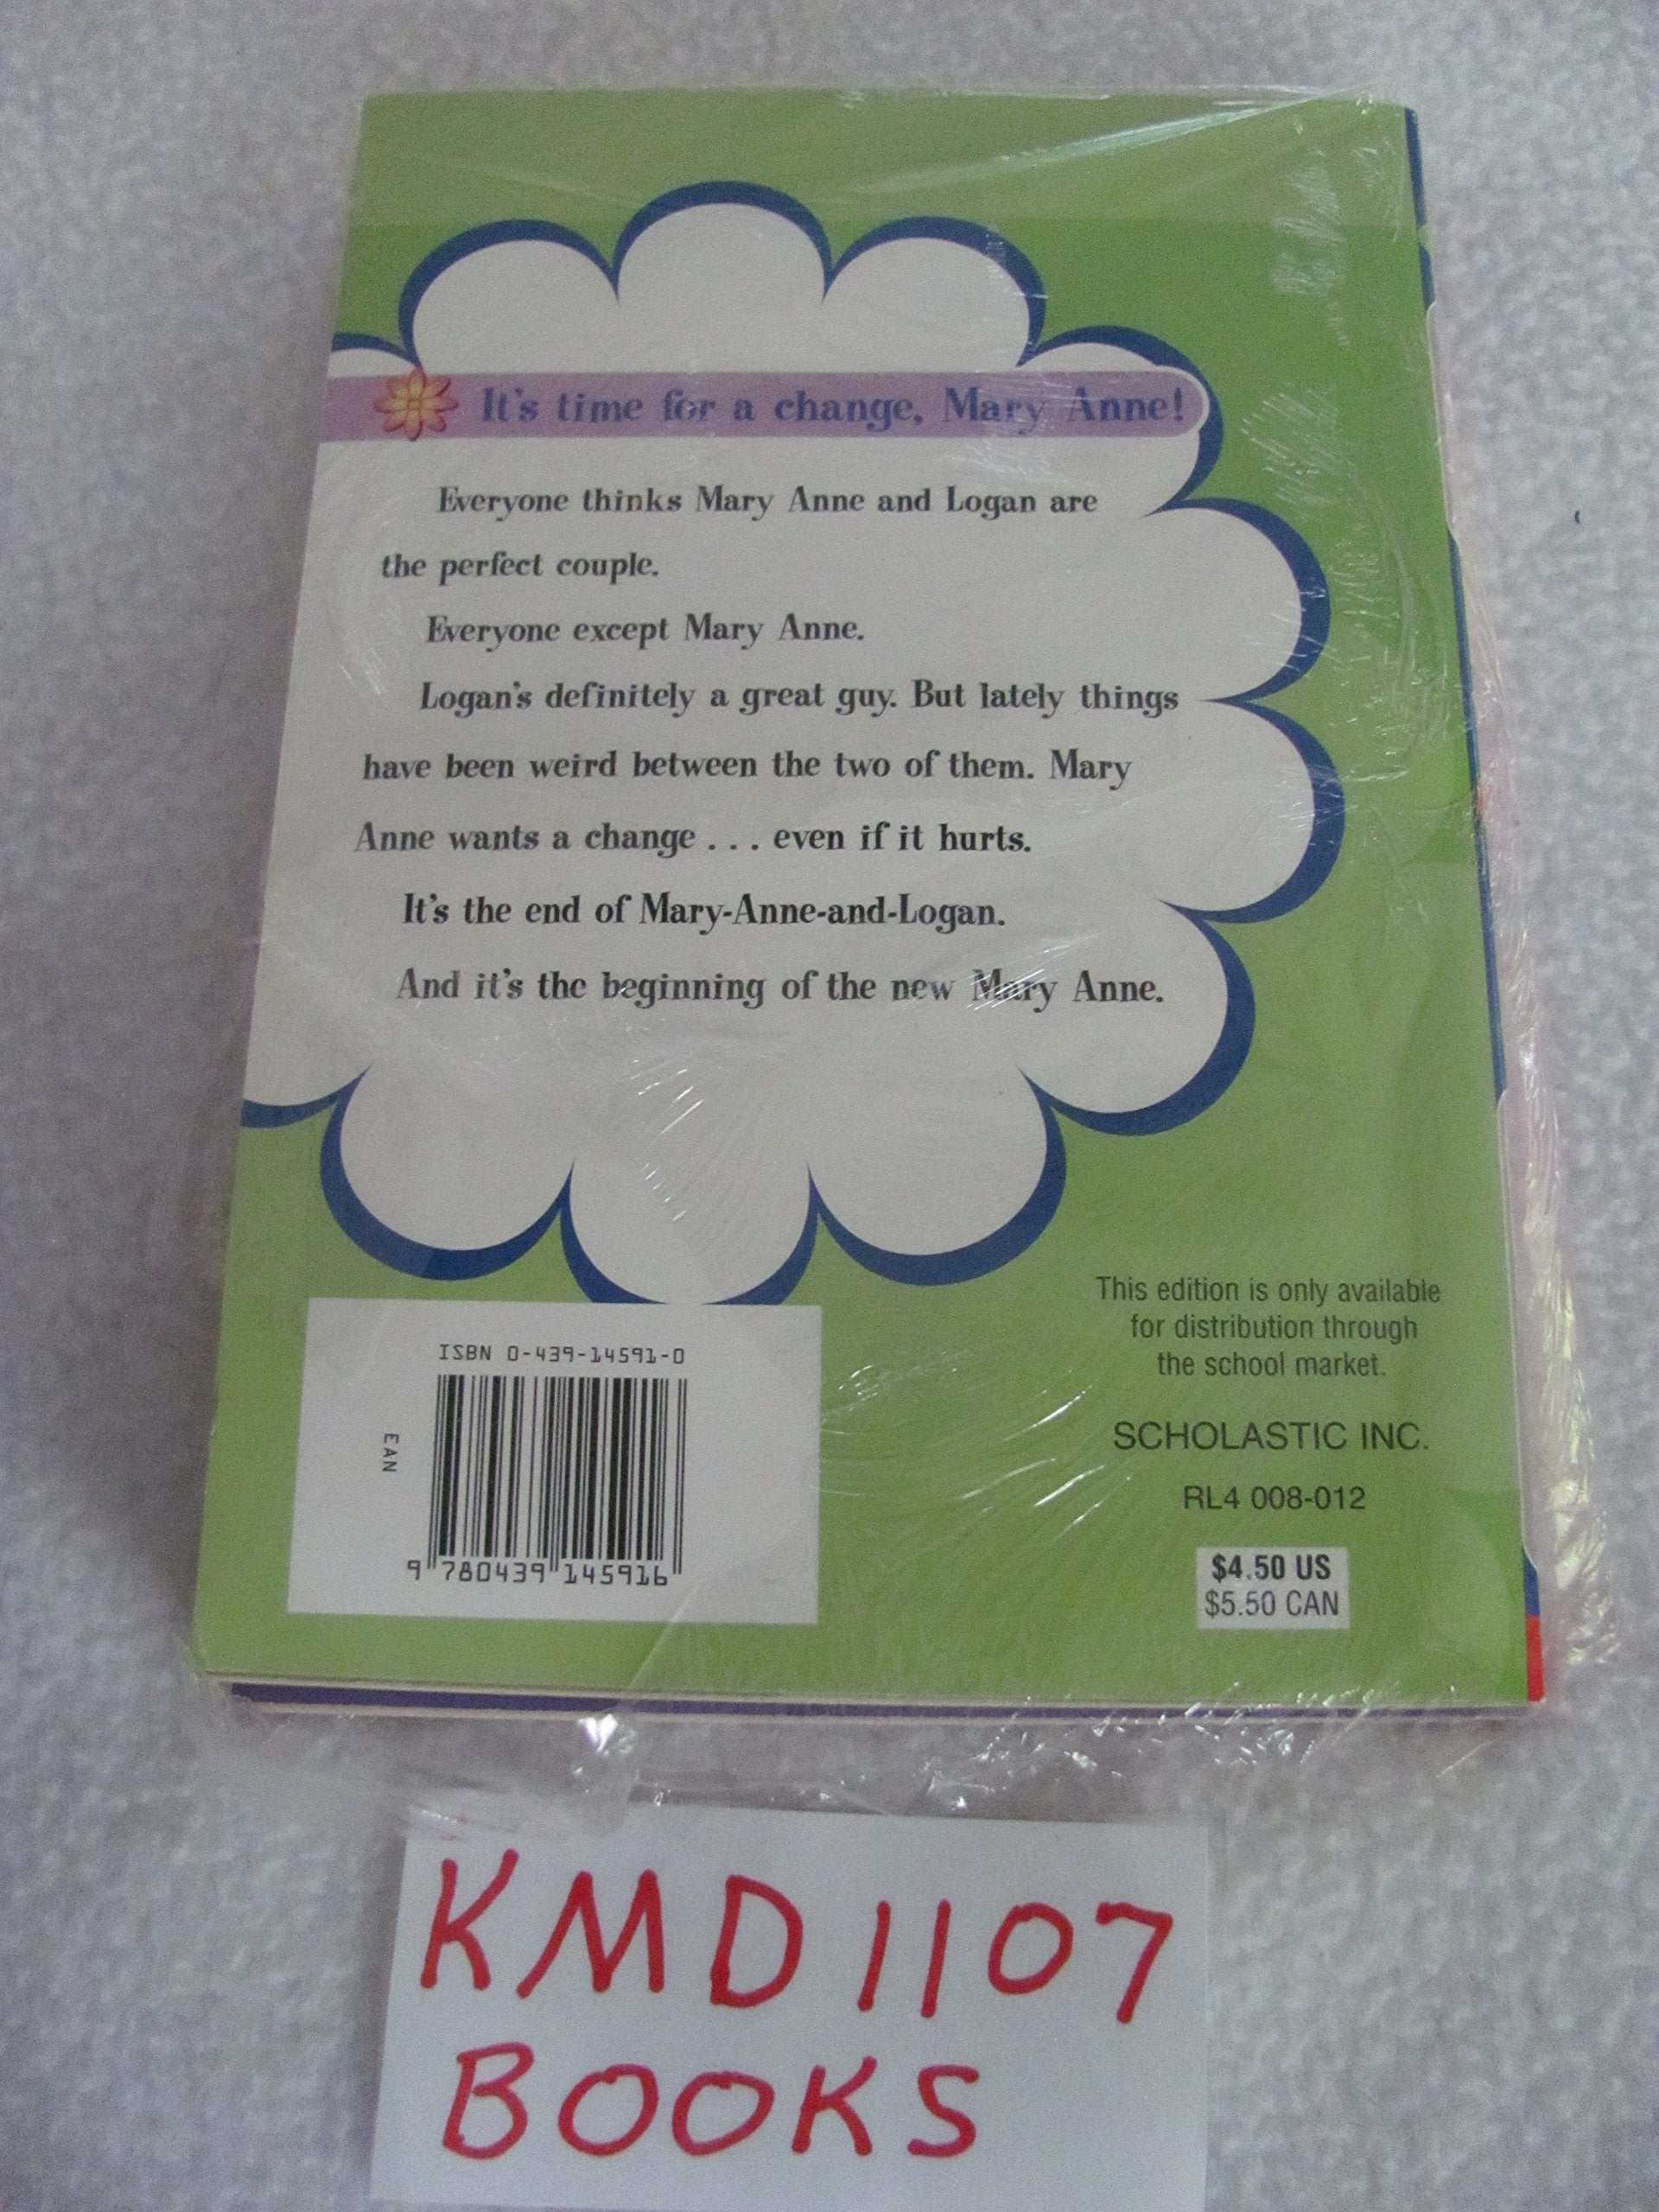 It's time for a change, Mary Anne!
Everyone thinks Mary Anne and Logan are
the perfect couple.
Everyone except Mary Anne.
Logan's definitely a great guy. But lately things
have been weird between the two of them. Mary
Anne wants a change . . . even if it hurts.
It's the end of Mary-Anne-and-Logan.
And it's the beginning of the new Mary Anne.
This edition is only available
for distribution through
the school market.
SCHOLASTIC INC.
RL4 008-012
$4.50 US
$5.50 CAN
ISBN 0-439-14591-0
EAN
9 780439 145916
KMD1107
BOOKS